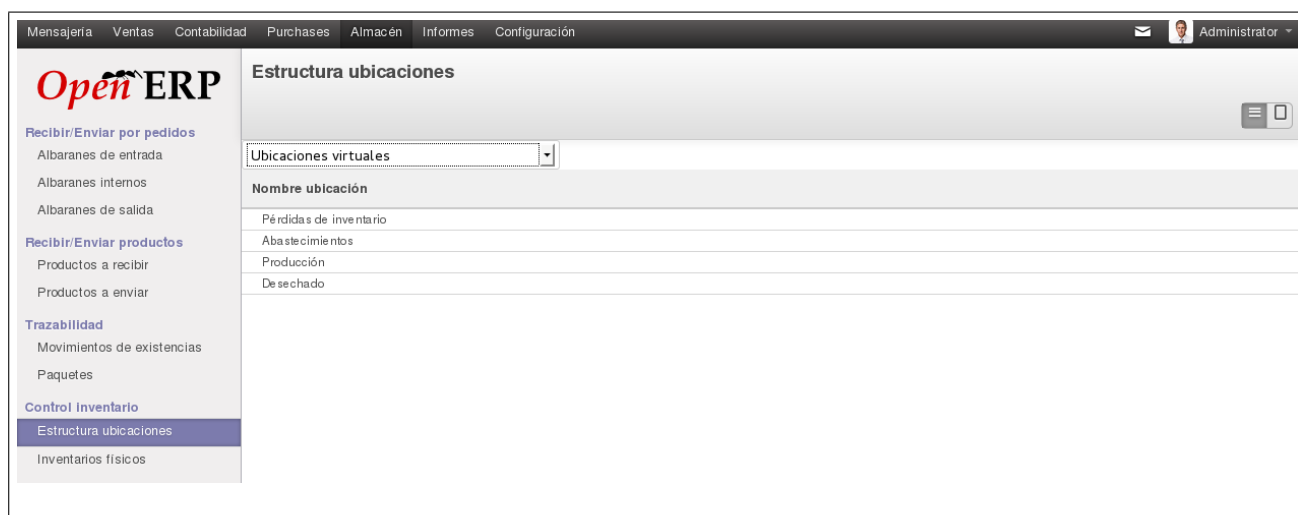 Mensajería Ventas Contabilidad Purchases Almacén Informes Configuración Administrator
Open ERP
Estructura ubicaciones
Recibir/Enviar por pedidos
Albaranes de entrada
Albaranes internos
Albaranes de salida
Recibir/Enviar productos
Productos a recibir
Productos a enviar
Trazabilidad
Movimientos de existencias
Paquetes
Control inventario
Estructura ubicaciones
Inventarios físicos
Ubicaciones virtuales
Nombre ubicación
Pérdidas de inventario
Abastecimientos
Producción
Desechado